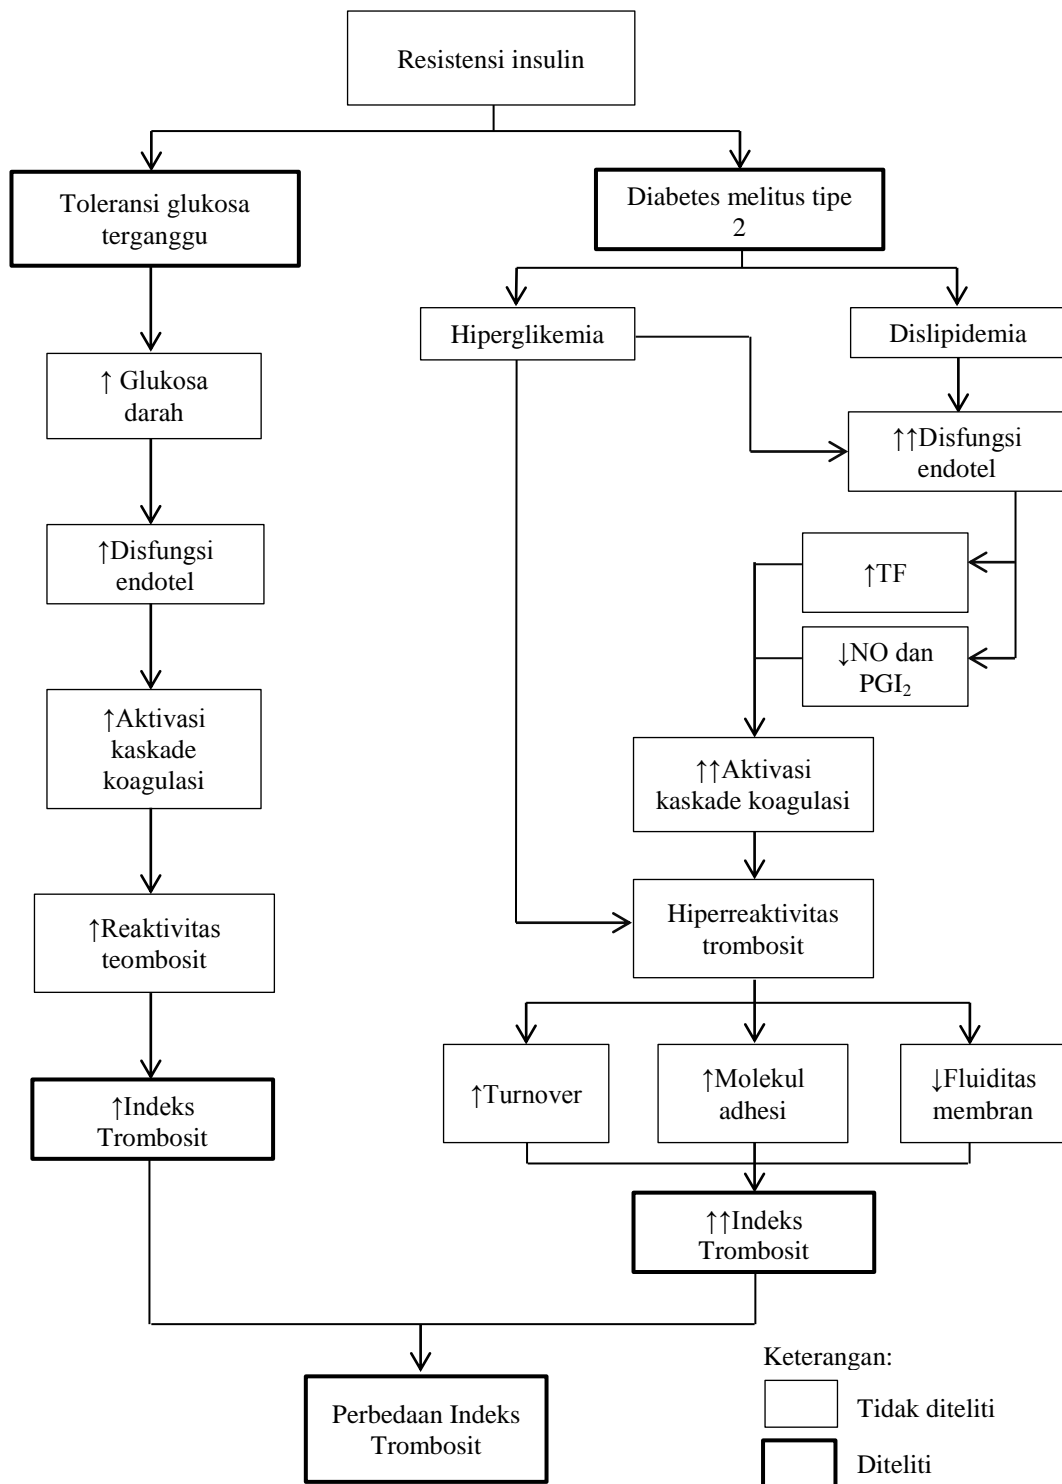 Resistensi insulin
Toleransi glukosa
terganggu
Diabetes melitus tipe
2
Hiperglikemia
Dislipidemia
↑ Glukosa
darah
↑↑Disfungsi
endotel
↑Disfungsi
endotel
↑TF
↓NO dan
PGI₂
↑Aktivasi
kaskade
koagulasi
↑↑Aktivasi
kaskade koagulasi
↑Reaktivitas
teombosit
Hiperreaktivitas
trombosit
↑Turnover
↑Molekul
adhesi
↓Fluiditas
membran
↑Indeks
Trombosit
↑↑Indeks
Trombosit
Perbedaan Indeks
Trombosit
Keterangan:
Tidak diteliti
Diteliti